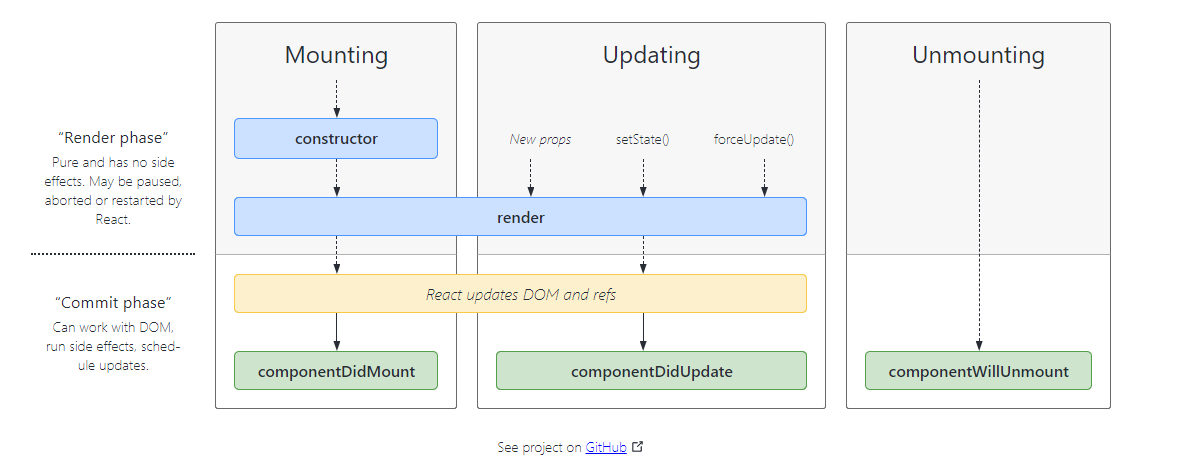 Mounting
Updating
Unmounting
“Render phase”
Pure and has no side
effects. May be paused,
aborted or restarted by
React.
constructor
New props
setState()
forceUpdate()
render
“Commit phase”
Can work with DOM,
run side effects, sched-
ule updates.
React updates DOM and refs
componentDidMount
componentDidUpdate
componentWillUnmount
See project on GitHub